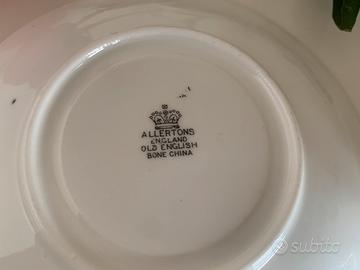 ALLERTONS
ENGLAND
OLD ENGLISH
BONE CHINA
subito